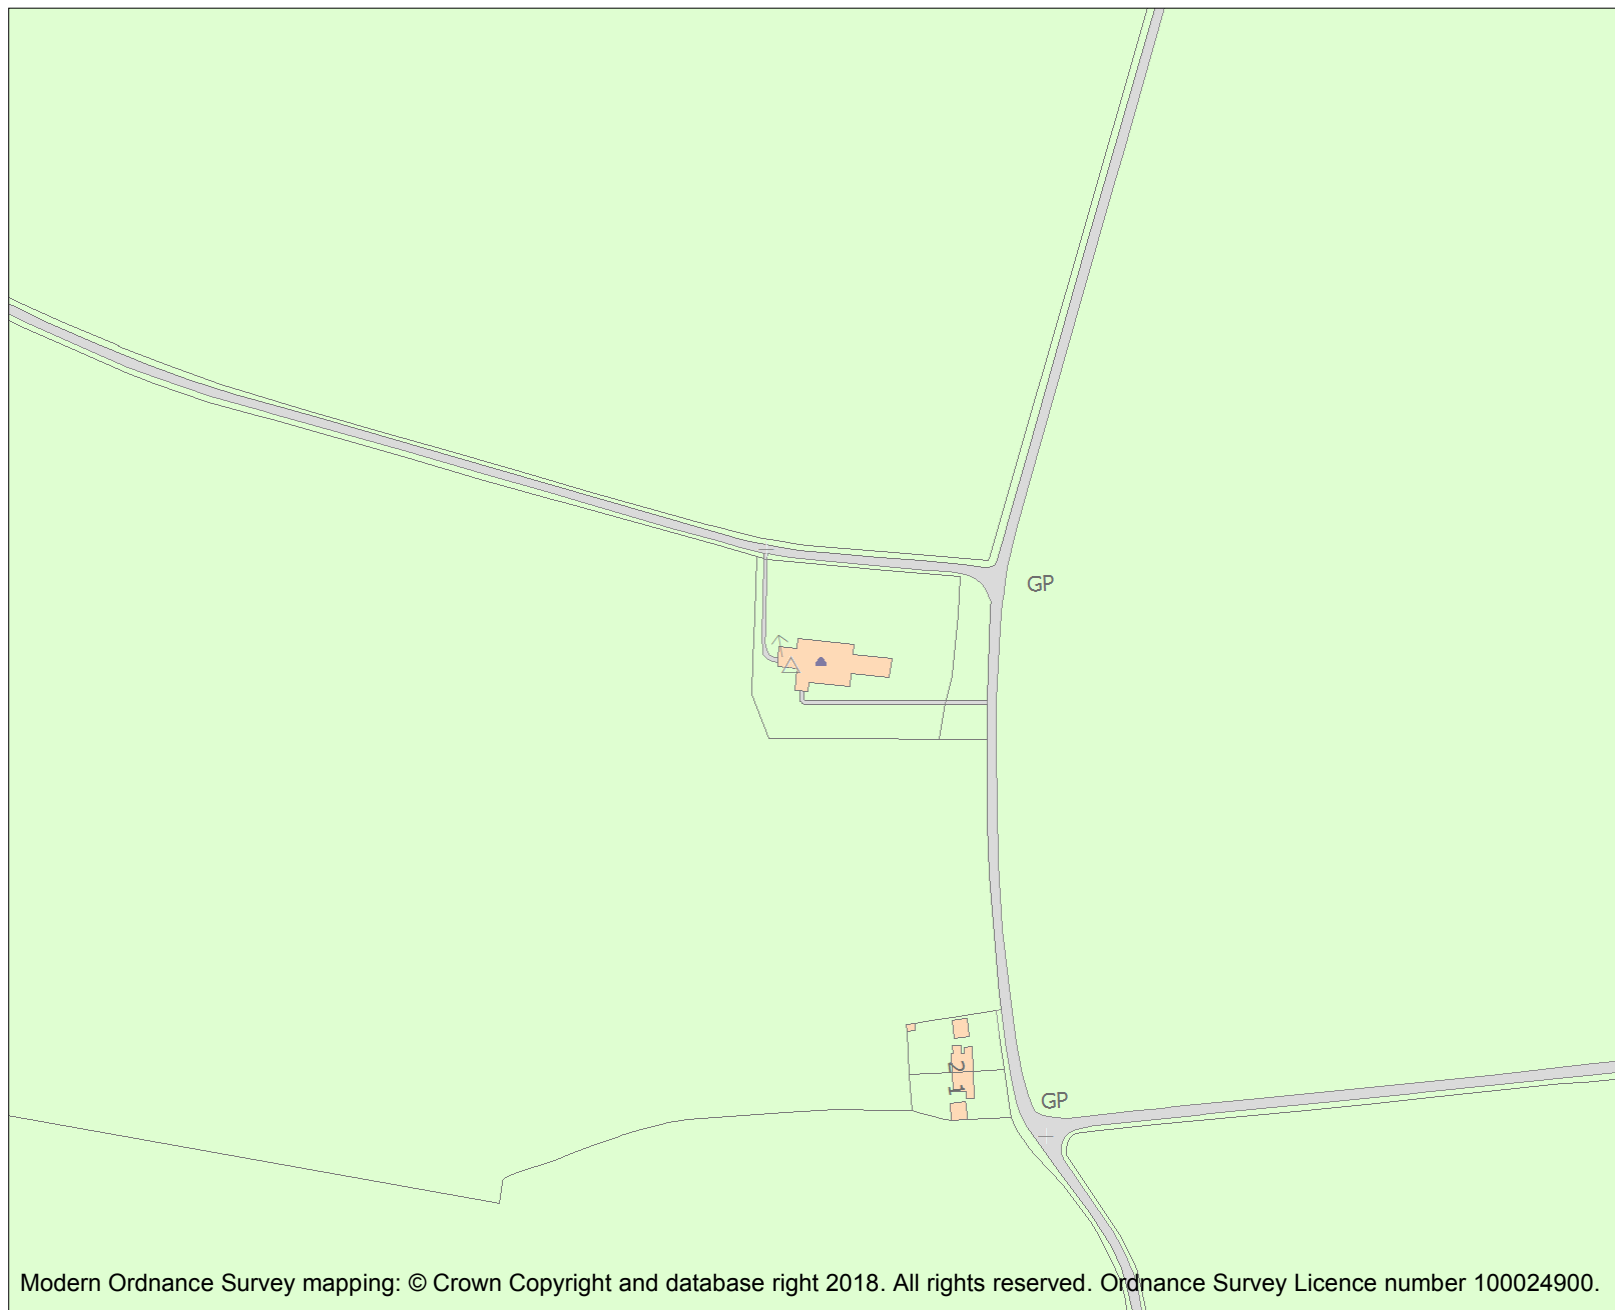 GP
2
1
GP
Modern Ordnance Survey mapping: © Crown Copyright and database right 2018. All rights reserved. Ordnance Survey Licence number 100024900.